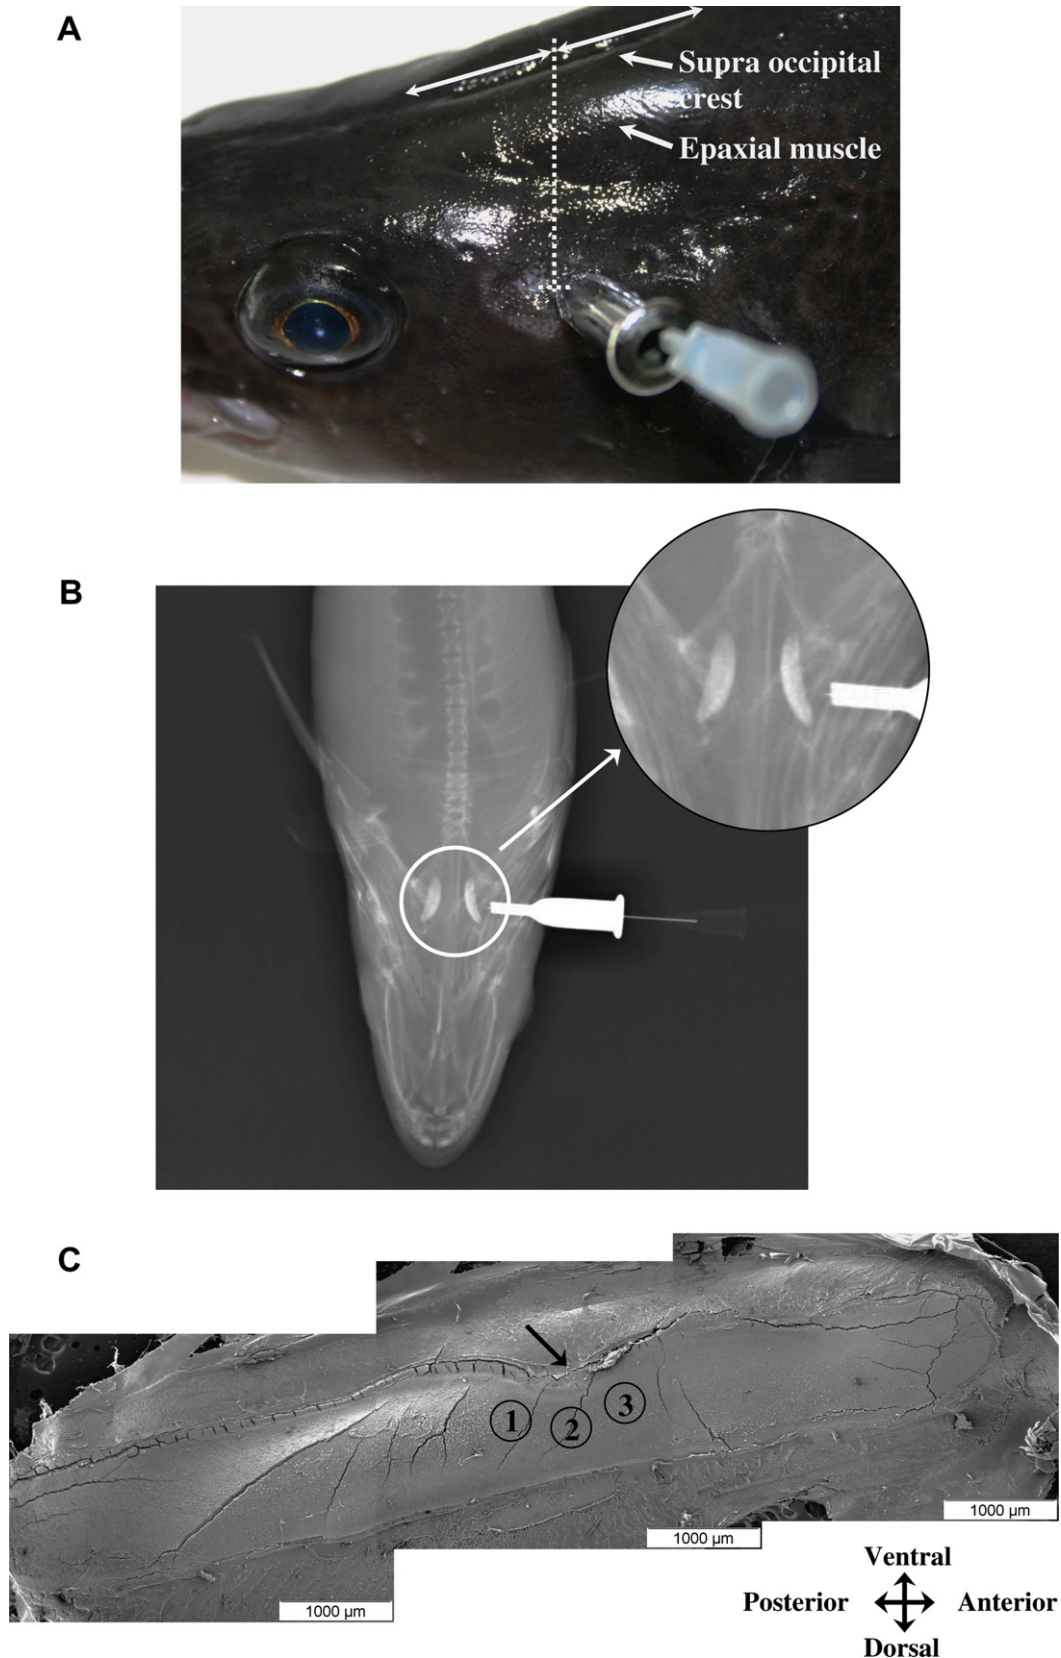 A
Supra occipital
crest
Epaxial muscle
B
C
1
2
3
1000 µm
1000 µm
1000 µm
Ventral
Posterior
Anterior
Dorsal